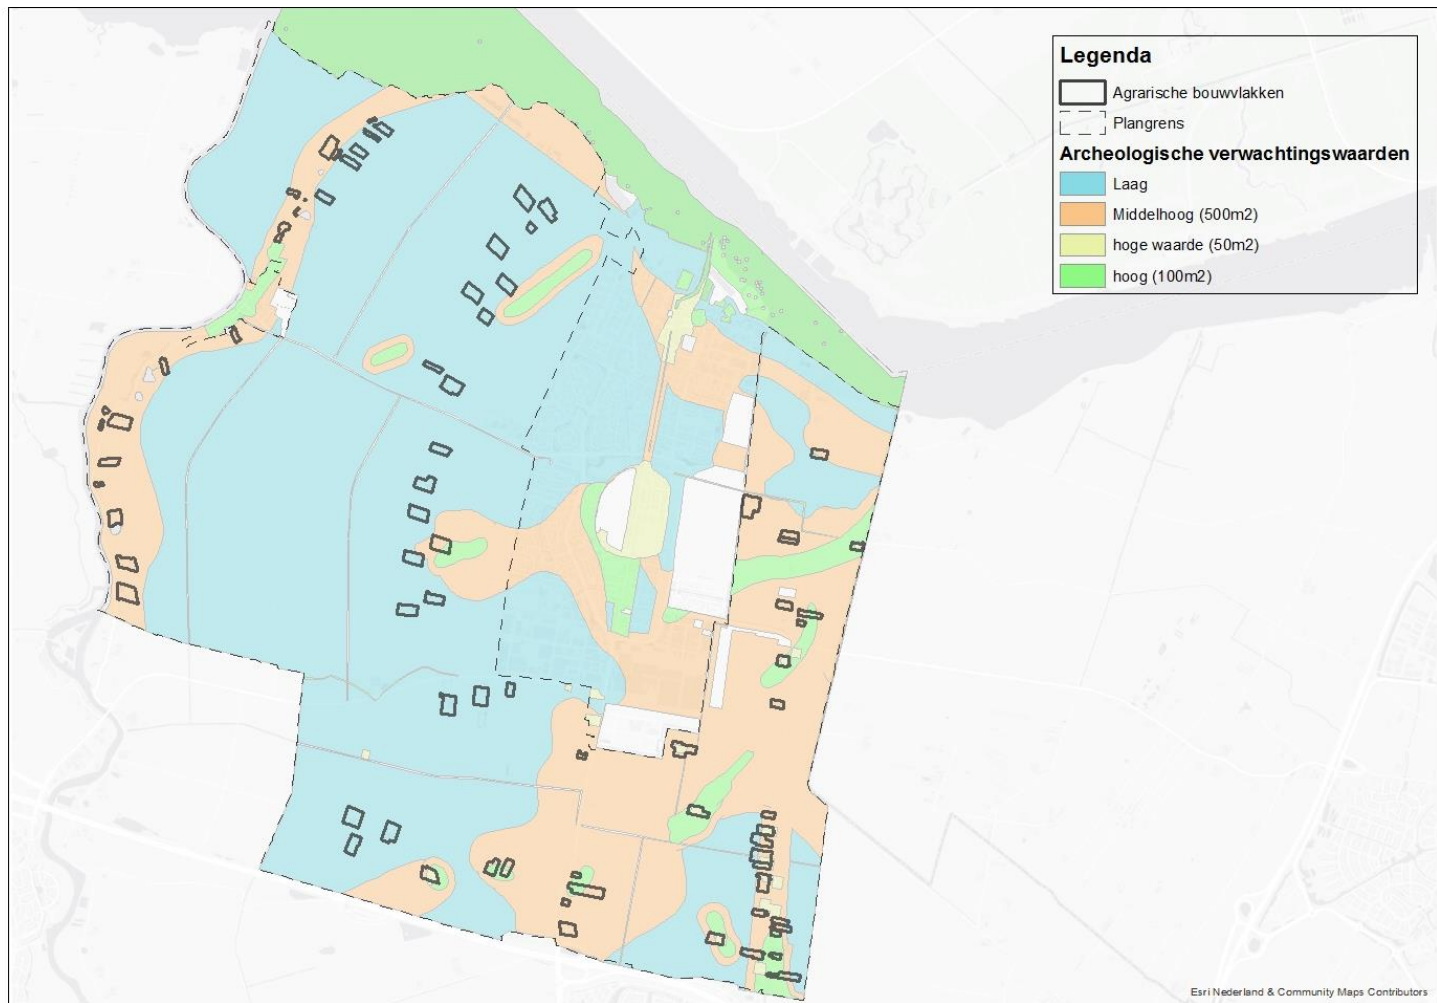 Legenda
Agrarische bouwvlakken
Plangrens
Archeologische verwachtingswaarden
Laag
Middelhoog (500m2)
hoge waarde (50m2)
hoog (100m2)
Esri Nederland & Community Maps Contributors